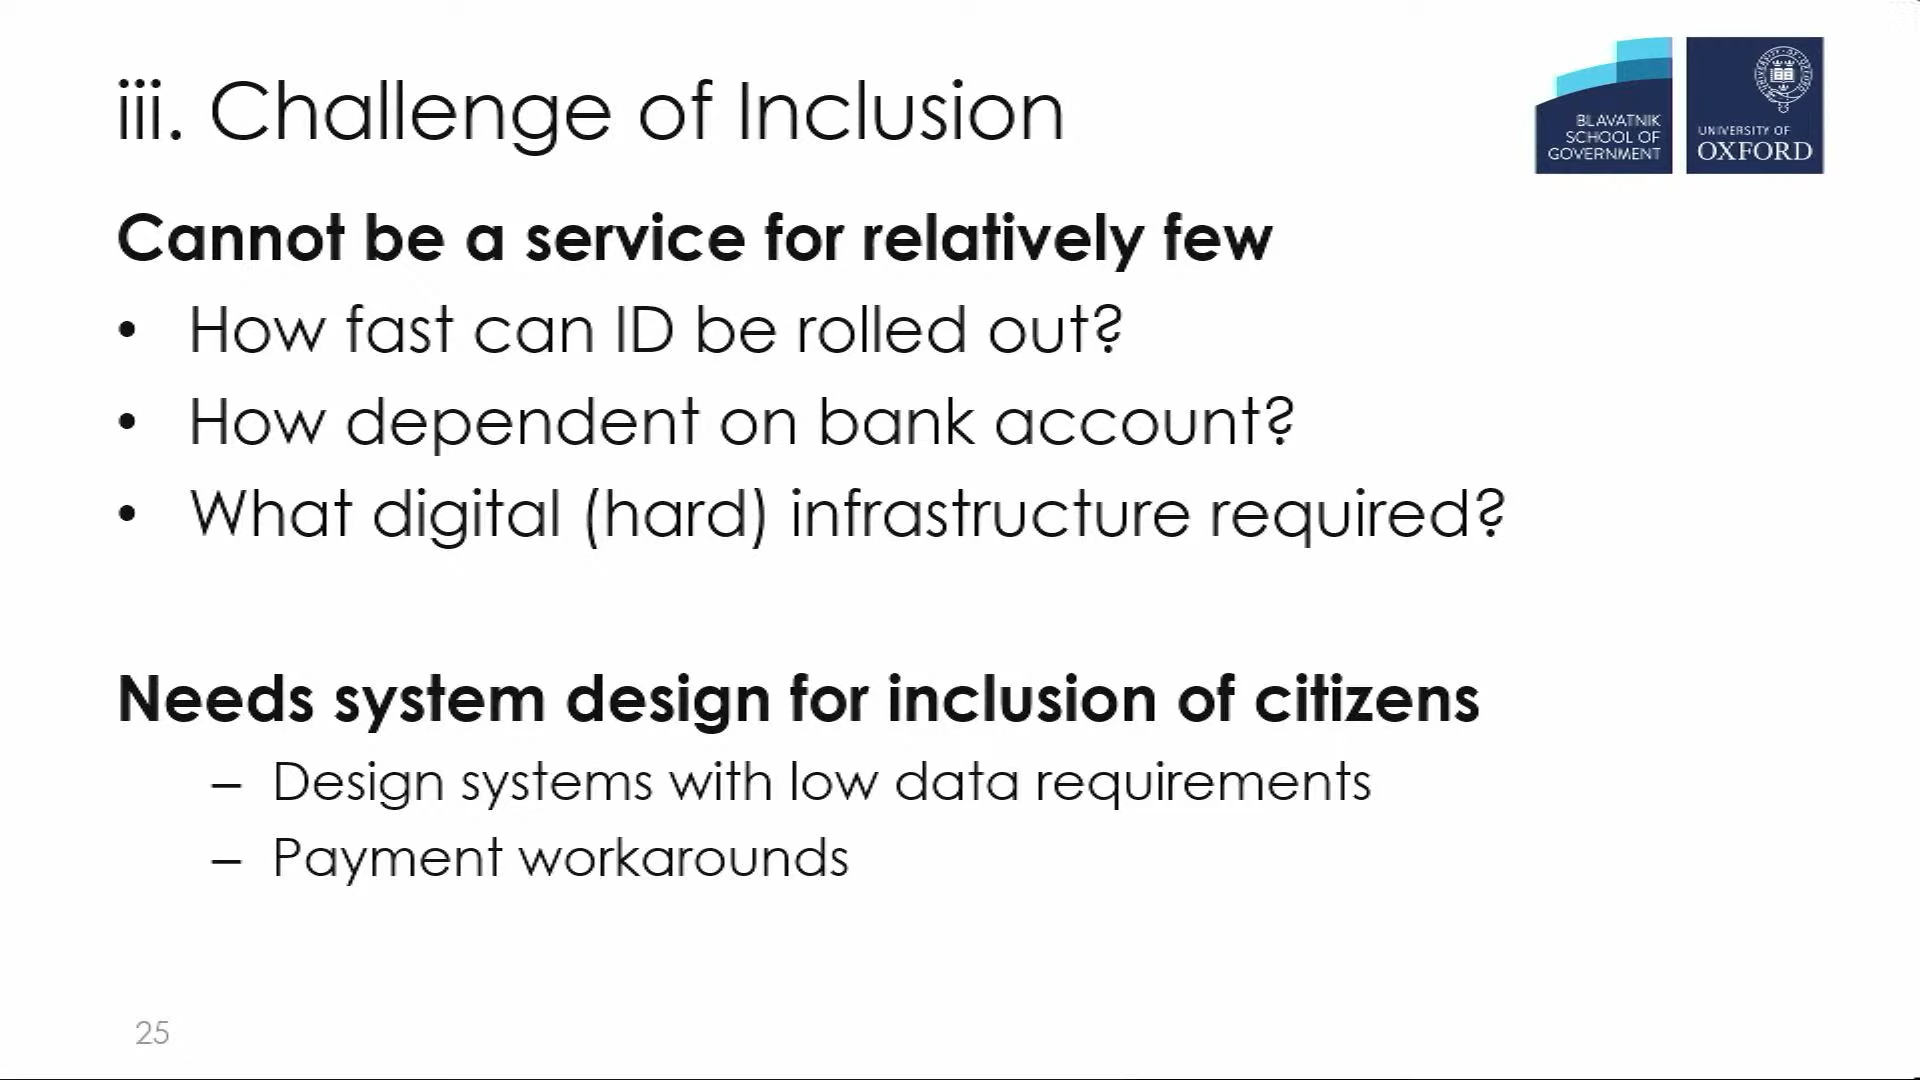 iii. Challenge of Inclusion
BLAVATNIK
SCHOOL OF
GOVERNMENT
UNIVERSITY OF
OXFORD
Cannot be a service for relatively few
• How fast can ID be rolled out?
• How dependent on bank account?
• What digital (hard) infrastructure required?
Needs system design for inclusion of citizens
– Design systems with low data requirements
– Payment workarounds
25